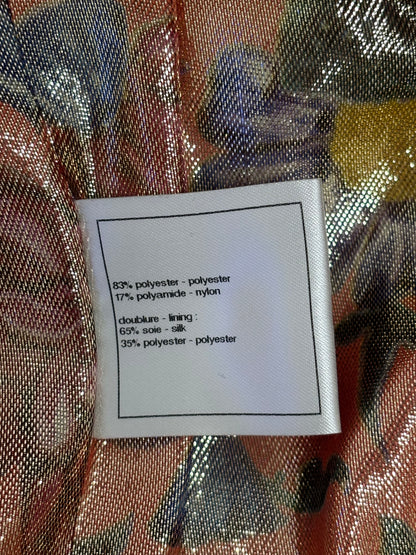 83% polyester - polyester
17% polyamide - nylon
doublure - lining :
65% soie - silk
35% polyester - polyester